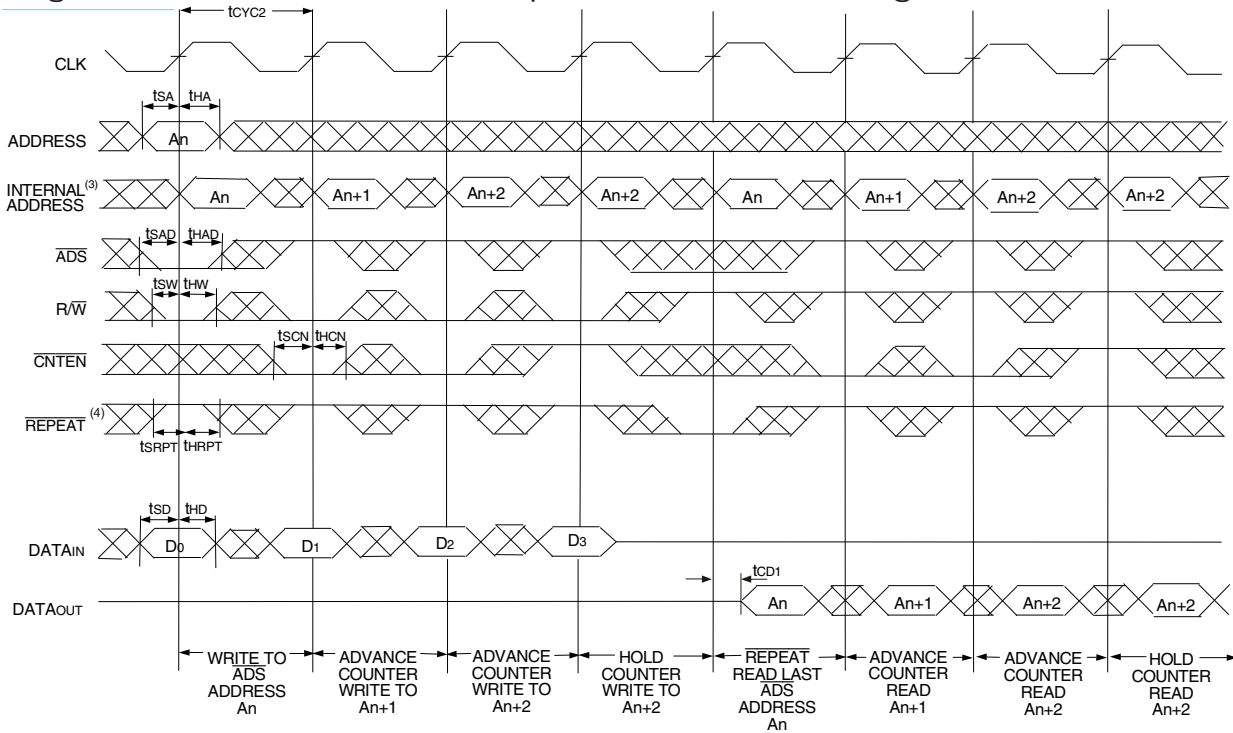 tCYC2
CLK
tSA tHA
ADDRESS An
INTERNAL(3) ADDRESS An An+1 An+2 An+2 An An+1 An+2 An+2
tSAD tHAD
ADS
tSW tHW
R/W
tSCN tHCN
CNTEN
REPEAT (4)
tSRPT tHRPT
tSD tHD
DATAIN D0 D1 D2 D3
tCD1
DATAOUT An An+1 An+2 An+2
WRITE TO ADS ADDRESS An
ADVANCE COUNTER WRITE TO An+1
ADVANCE COUNTER WRITE TO An+2
HOLD COUNTER WRITE TO An+2
REPEAT READ LAST ADS ADDRESS An
ADVANCE COUNTER READ An+1
ADVANCE COUNTER READ An+2
HOLD COUNTER READ An+2